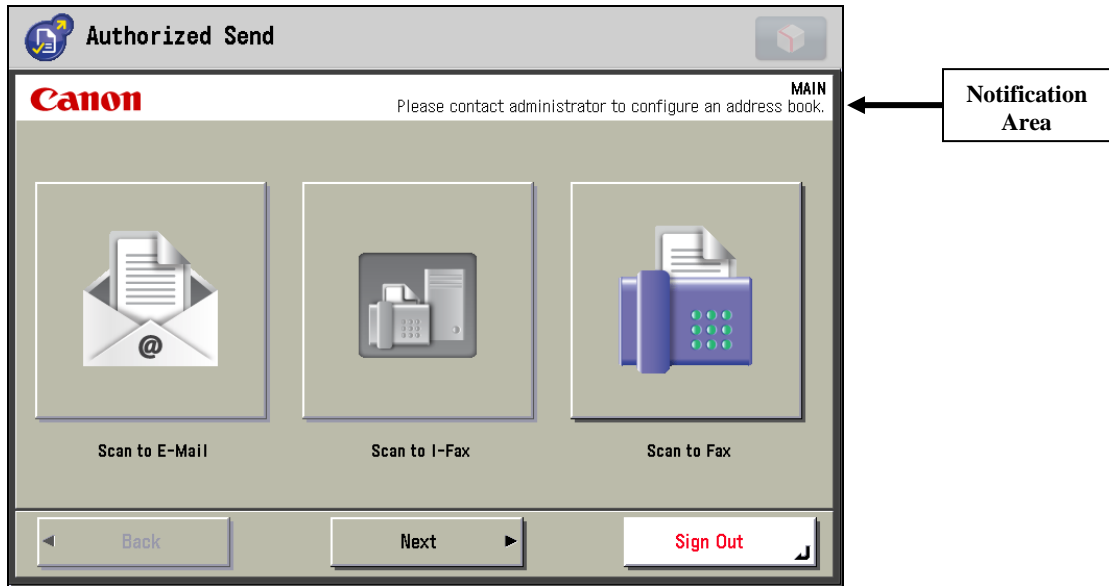 Authorized Send
Canon
MAIN
Please contact administrator to configure an address book.
Notification
Area
@
Scan to E-Mail
Scan to I-Fax
Scan to Fax
Back
Next
Sign Out